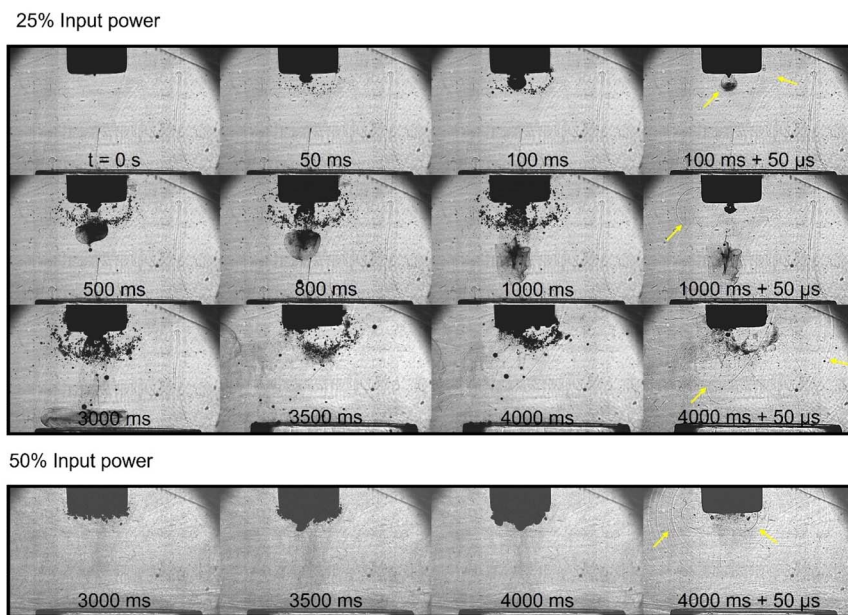 25% Input power
t = 0 s
50 ms
100 ms
100 ms + 50 µs
500 ms
800 ms
1000 ms
1000 ms + 50 µs
3000 ms
3500 ms
4000 ms
4000 ms + 50 µs
50% Input power
3000 ms
3500 ms
4000 ms
4000 ms + 50 µs